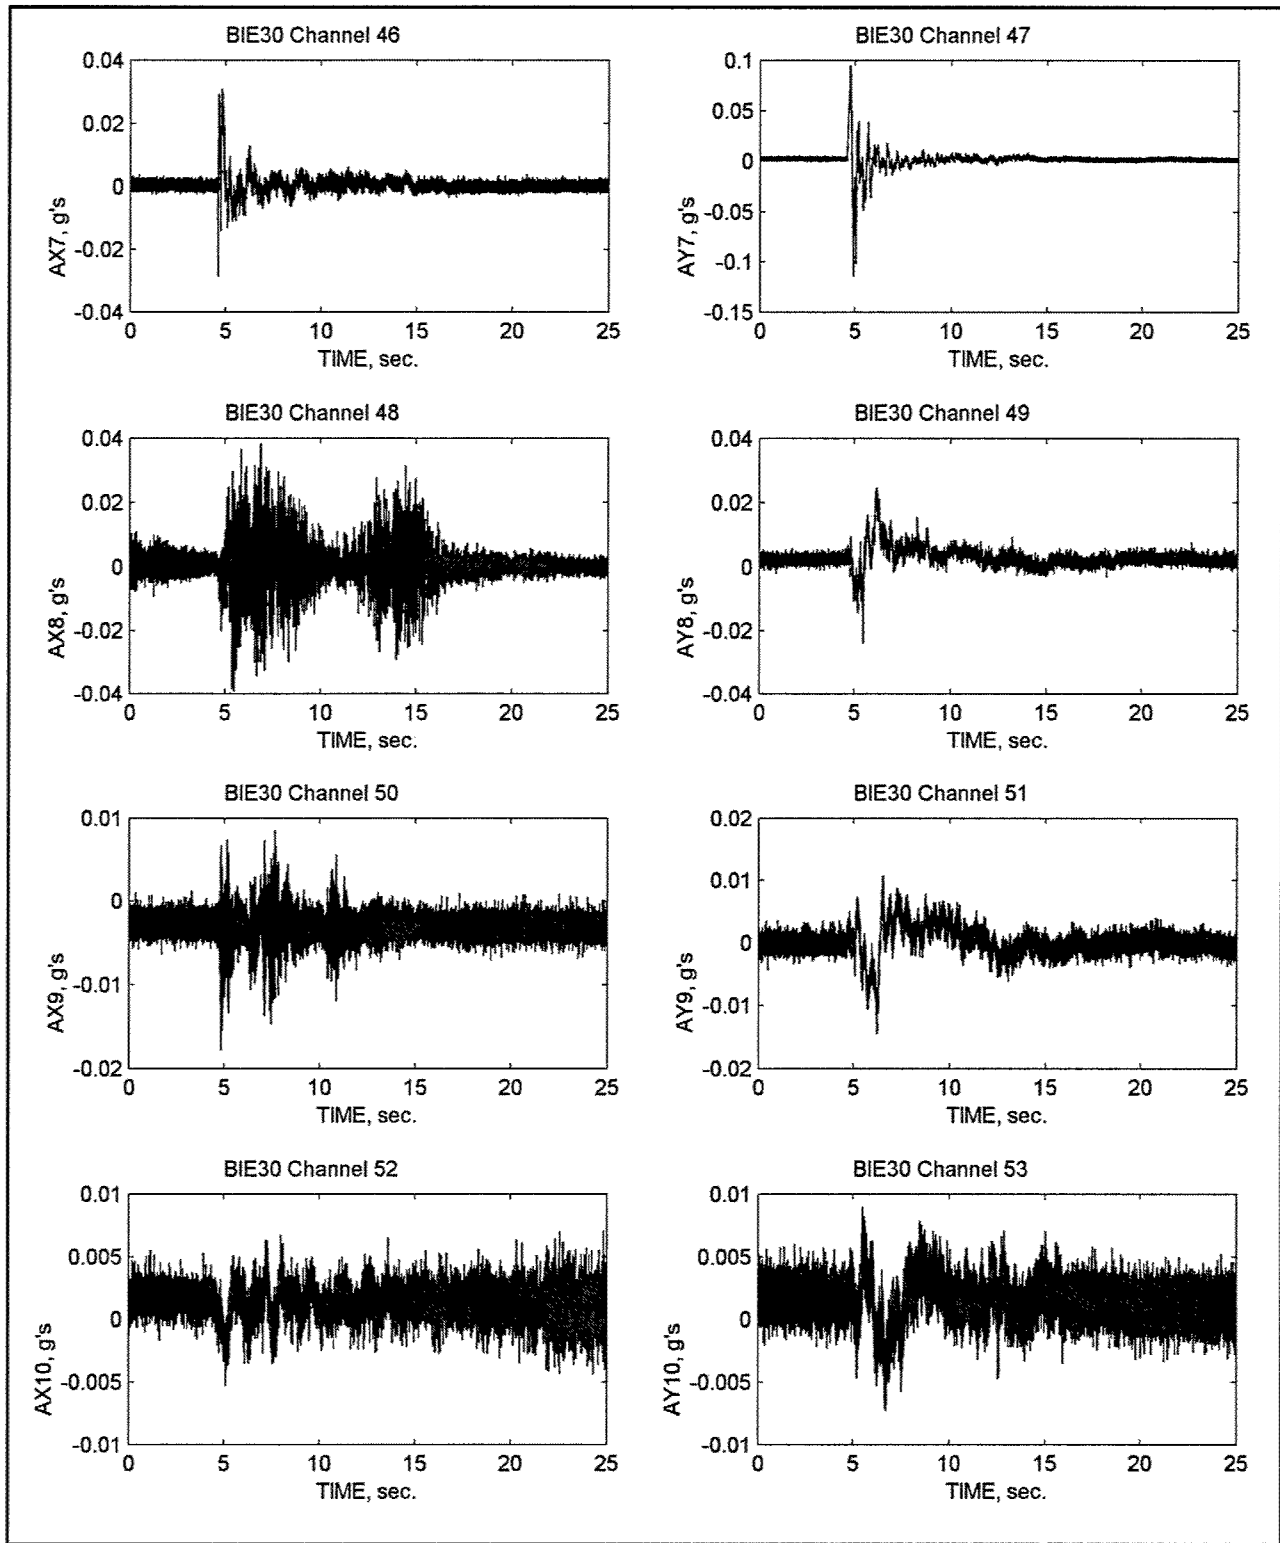 BIE30 Channel 46
0.04
0.02
0
-0.02
-0.04
AX7, g's
0 5 10 15 20 25
TIME, sec.
BIE30 Channel 47
0.1
0.05
0
-0.05
-0.1
-0.15
AY7, g's
0 5 10 15 20 25
TIME, sec.
BIE30 Channel 48
0.04
0.02
0
-0.02
-0.04
AX8, g's
0 5 10 15 20 25
TIME, sec.
BIE30 Channel 49
0.04
0.02
0
-0.02
-0.04
AY8, g's
0 5 10 15 20 25
TIME, sec.
BIE30 Channel 50
0.01
0
-0.01
-0.02
AX9, g's
0 5 10 15 20 25
TIME, sec.
BIE30 Channel 51
0.02
0.01
0
-0.01
-0.02
AY9, g's
0 5 10 15 20 25
TIME, sec.
BIE30 Channel 52
0.01
0.005
0
-0.005
-0.01
AX10, g's
0 5 10 15 20 25
TIME, sec.
BIE30 Channel 53
0.01
0.005
0
-0.005
-0.01
AY10, g's
0 5 10 15 20 25
TIME, sec.